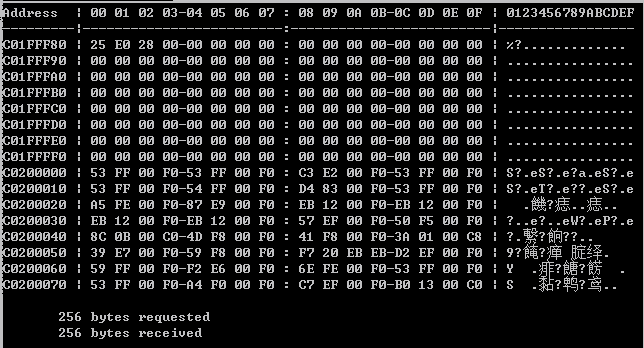 Address  ¦ 00 01 02 03-04 05 06 07 : 08 09 0A 0B-0C 0D 0E 0F ¦ 0123456789ABCDEF
---------¦-------------------------:-------------------------¦-----------------
C01FFF80 ¦ 25 E0 28 00-00 00 00 00 : 00 00 00 00-00 00 00 00 ¦ %?.............
C01FFF90 ¦ 00 00 00 00-00 00 00 00 : 00 00 00 00-00 00 00 00 ¦ ................
C01FFFA0 ¦ 00 00 00 00-00 00 00 00 : 00 00 00 00-00 00 00 00 ¦ ................
C01FFFB0 ¦ 00 00 00 00-00 00 00 00 : 00 00 00 00-00 00 00 00 ¦ ................
C01FFFC0 ¦ 00 00 00 00-00 00 00 00 : 00 00 00 00-00 00 00 00 ¦ ................
C01FFFD0 ¦ 00 00 00 00-00 00 00 00 : 00 00 00 00-00 00 00 00 ¦ ................
C01FFFE0 ¦ 00 00 00 00-00 00 00 00 : 00 00 00 00-00 00 00 00 ¦ ................
C01FFFF0 ¦ 00 00 00 00-00 00 00 00 : 00 00 00 00-00 00 00 00 ¦ ................
C0200000 ¦ 53 FF 00 F0-53 FF 00 F0 : C3 E2 00 F0-53 FF 00 F0 ¦ S?.eS?.e?a.eS?.e
C0200010 ¦ 53 FF 00 F0-54 FF 00 F0 : D4 83 00 F0-53 FF 00 F0 ¦ S?.eT?.e??.eS?.e
C0200020 ¦ A5 FE 00 F0-87 E9 00 F0 : EB 12 00 F0-EB 12 00 F0 ¦
C0200030 ¦ EB 12 00 F0-EB 12 00 F0 : 57 EF 00 F0-50 F5 00 F0 ¦ ?..e?..eW?.eP?.e
C0200040 ¦ 8C 0B 00 C0-4D F8 00 F0 : 41 F8 00 F0-3A 01 00 C8 ¦
C0200050 ¦ 39 E7 00 F0-59 F8 00 F0 : F7 20 EB EB-D2 EF 00 F0 ¦
C0200060 ¦ 59 FF 00 F0-F2 E6 00 F0 : 6E FE 00 F0-53 FF 00 F0 ¦ Y
C0200070 ¦ 53 FF 00 F0-A4 F0 00 F0 : C7 EF 00 F0-B0 13 00 C0 ¦ S
256 bytes requested
256 bytes received